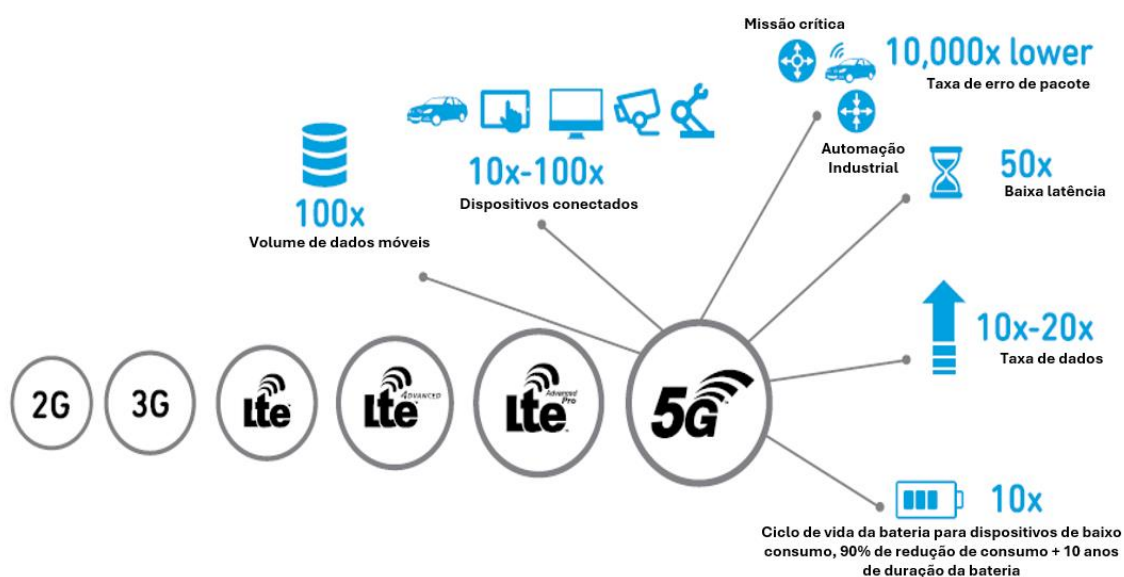 Missão crítica
10,000x lower
Taxa de erro de pacote
Automação
Industrial
50x
Baixa latência
10x-100x
Dispositivos conectados
100x
Volume de dados móveis
10x-20x
Taxa de dados
2G
3G
Lte
4DVANCED
Lte
Advanced
Pro
Lte
5G
10x
Ciclo de vida da bateria para dispositivos de baixo
consumo, 90% de redução de consumo + 10 anos
de duração da bateria